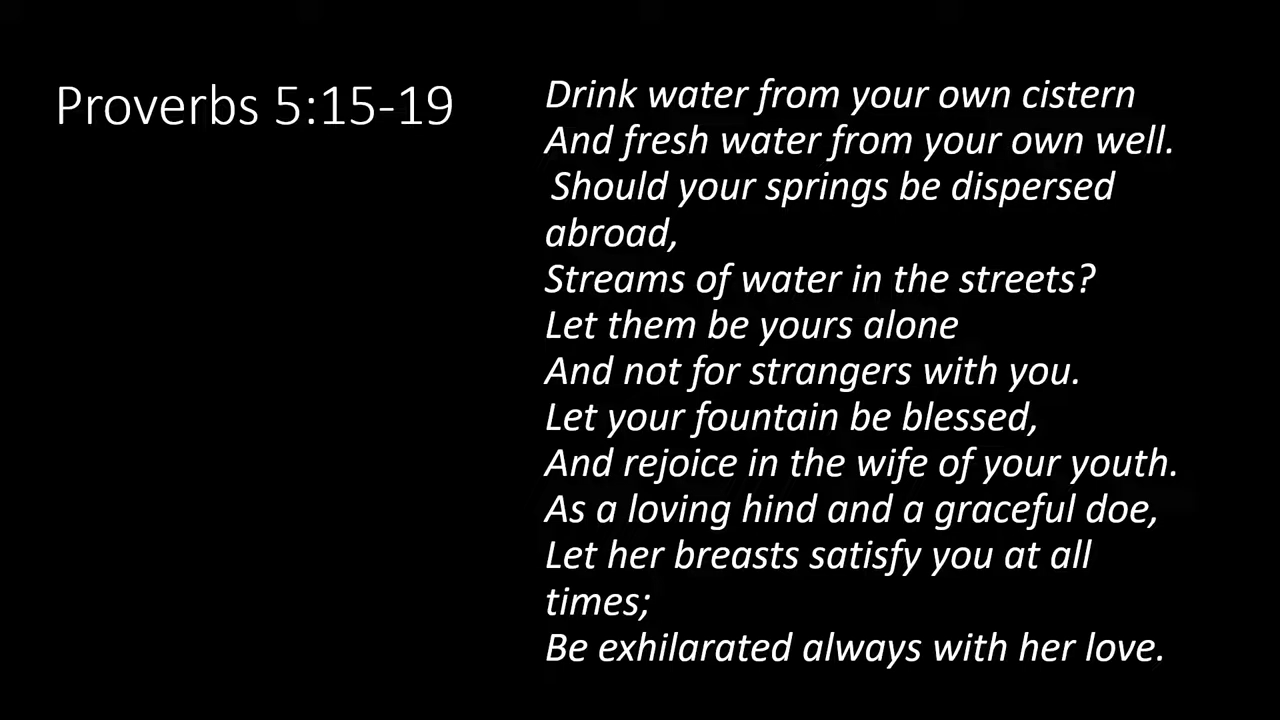 Proverbs 5:15-19
Drink water from your own cistern
And fresh water from your own well.
Should your springs be dispersed
abroad,
Streams of water in the streets?
Let them be yours alone
And not for strangers with you.
Let your fountain be blessed,
And rejoice in the wife of your youth.
As a loving hind and a graceful doe,
Let her breasts satisfy you at all
times;
Be exhilarated always with her love.